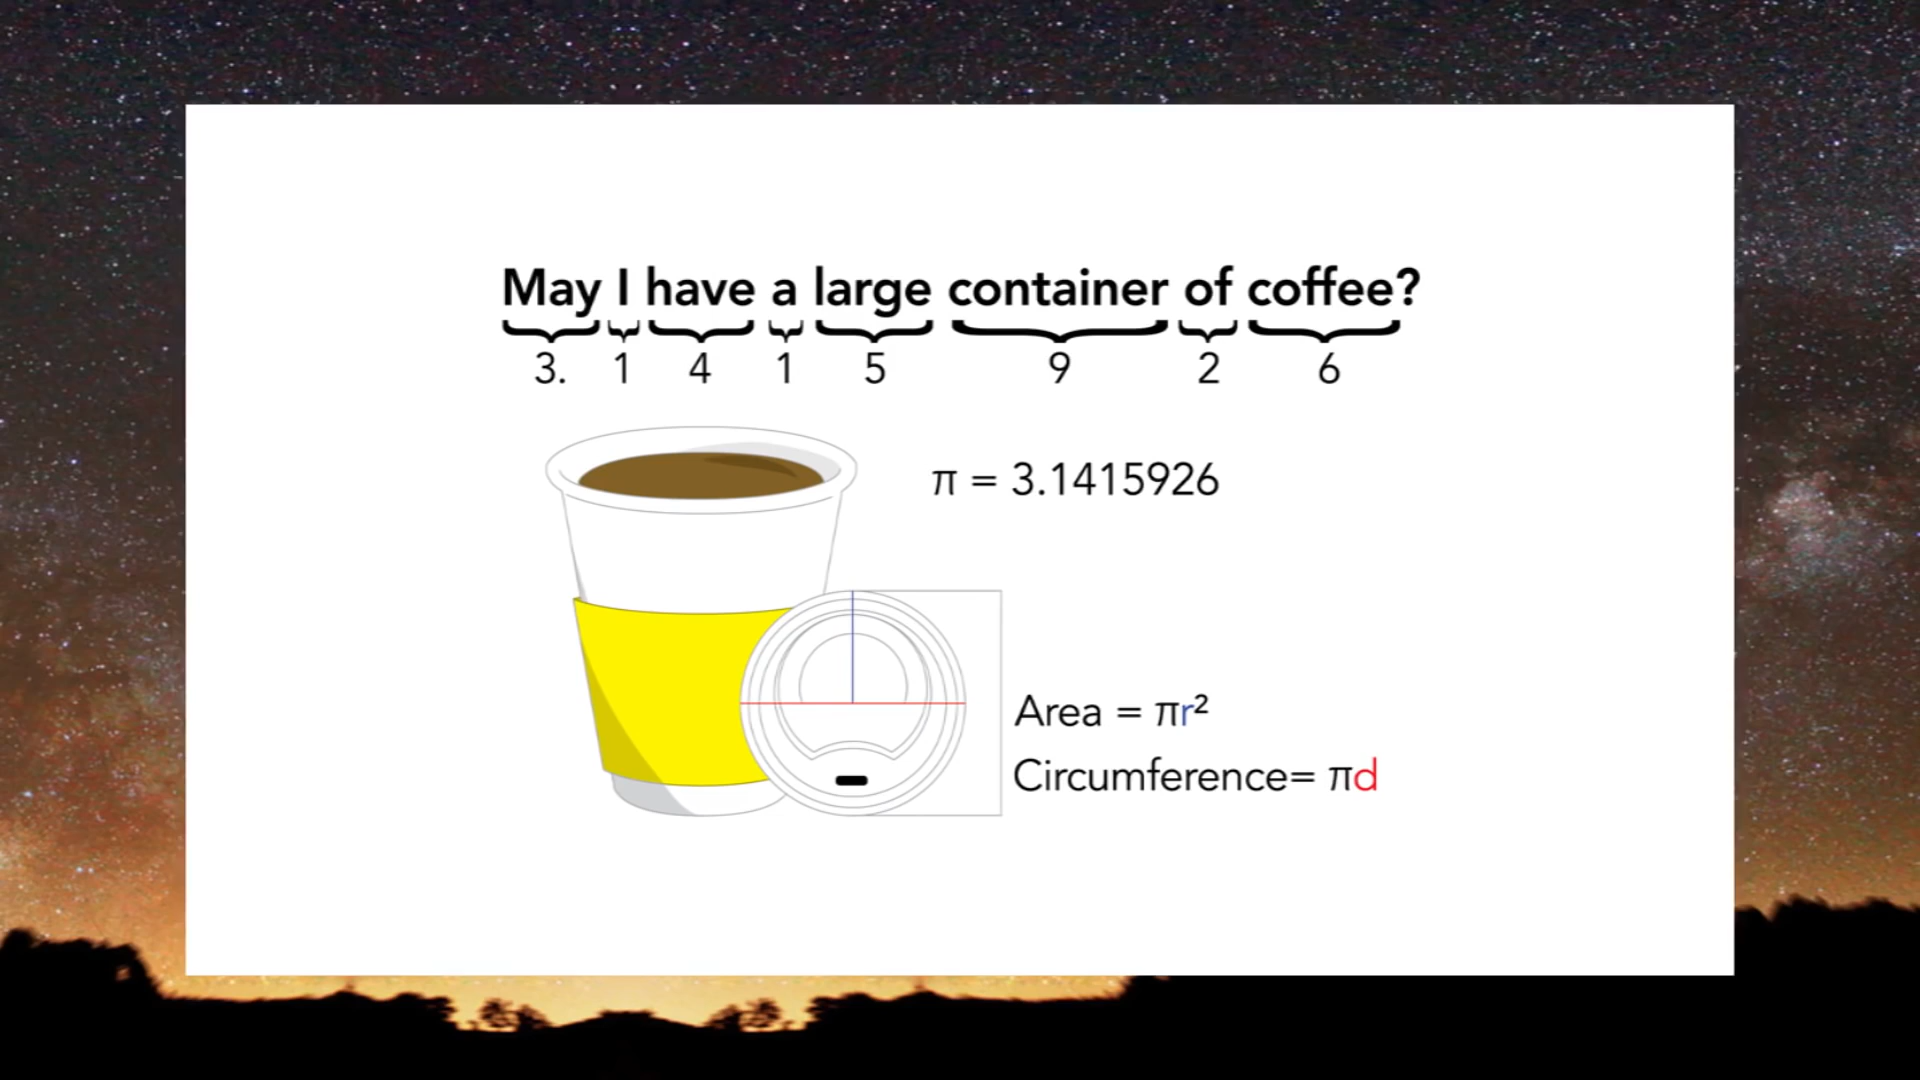 May I have a large container of coffee?
3. 1 4 1 5 9 2 6
π = 3.1415926
Area = πr²
Circumference= πd